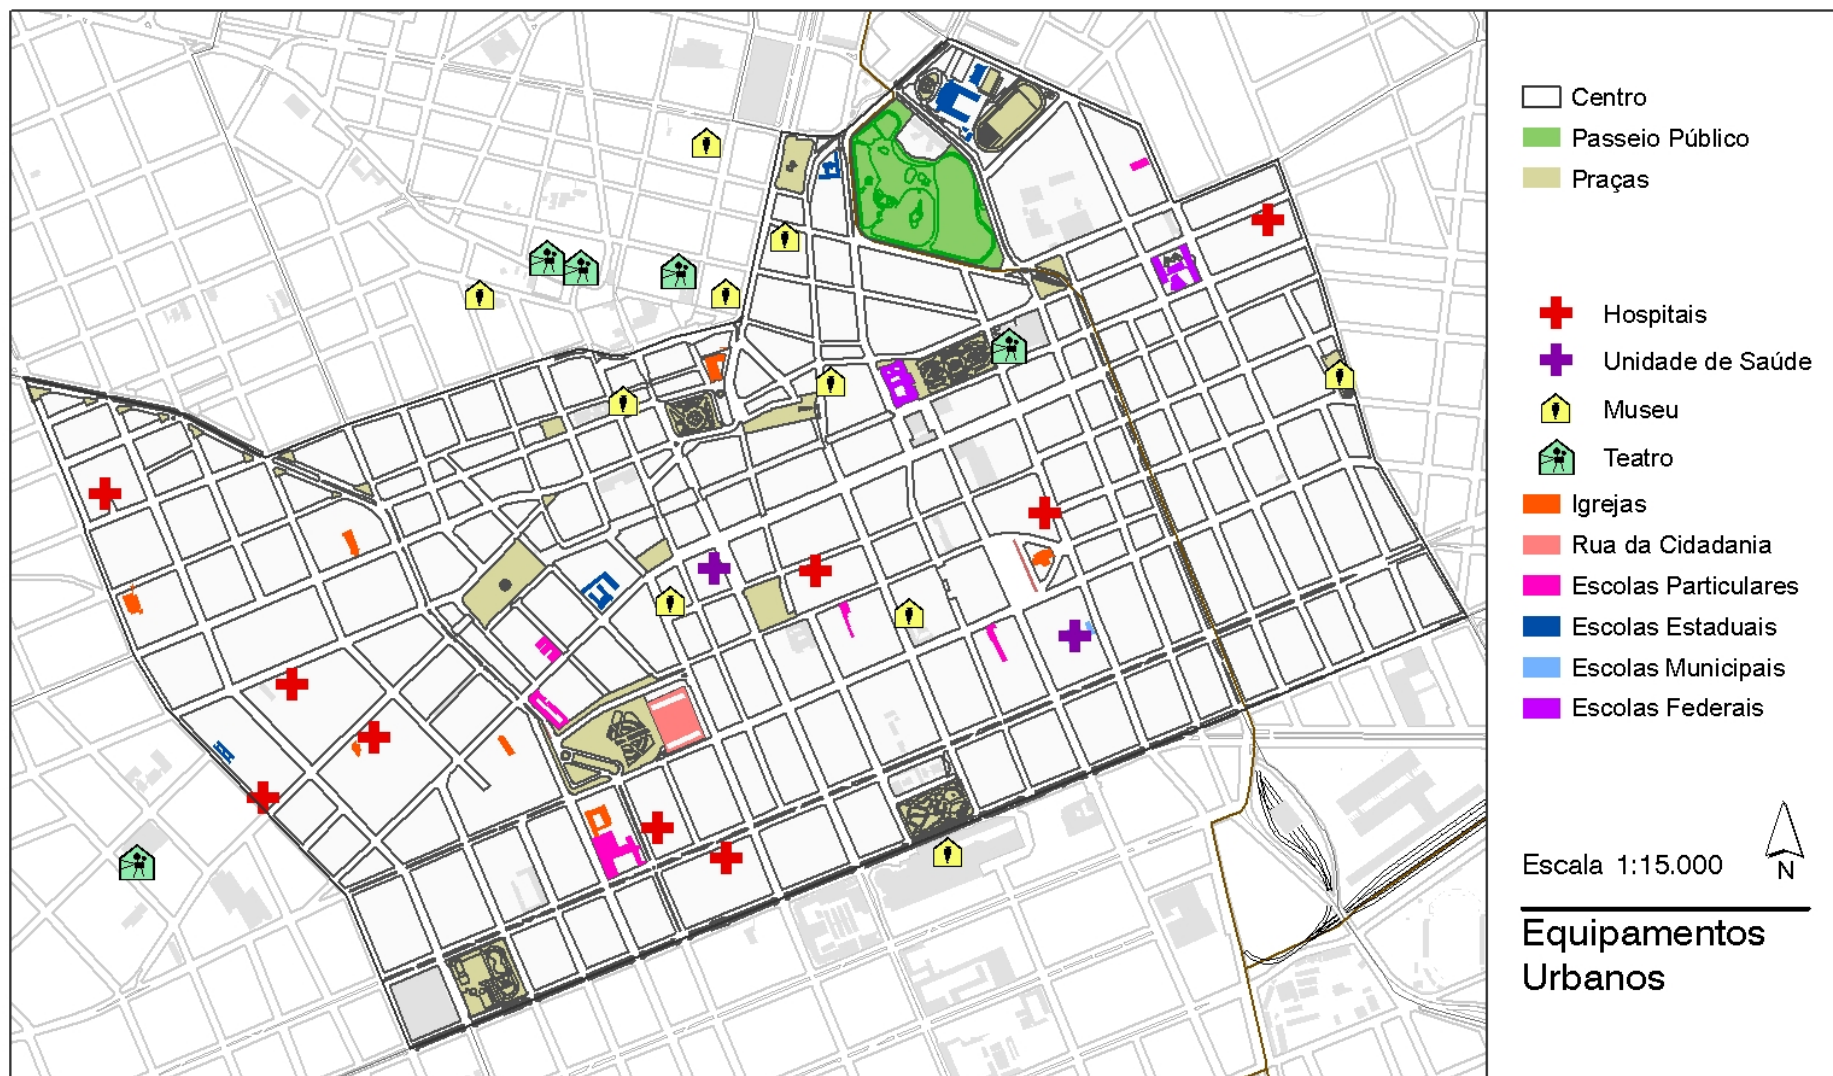 Centro
Passeio Público
Praças
Hospitais
Unidade de Saúde
Museu
Teatro
Igrejas
Rua da Cidadania
Escolas Particulares
Escolas Estaduais
Escolas Municipais
Escolas Federais
Escala 1:15.000
N
Equipamentos
Urbanos